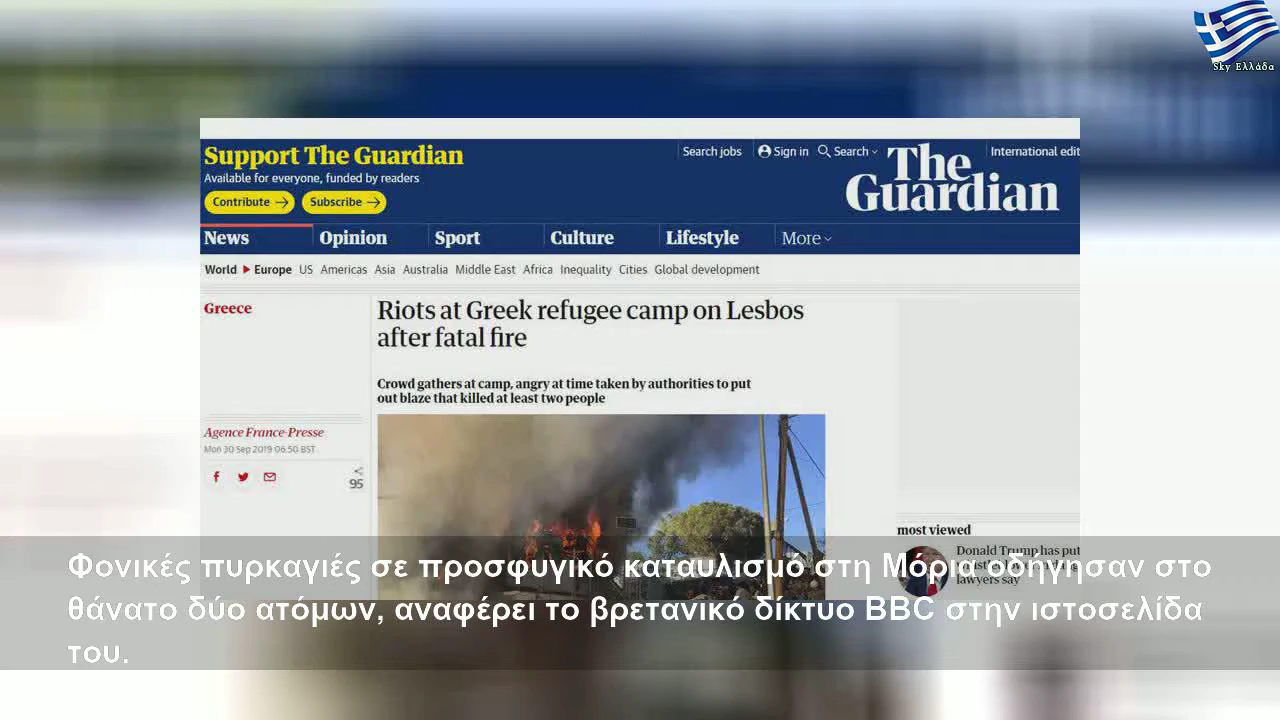 Sky Ελλάδα
Support The Guardian
Available for everyone, funded by readers
Contribute → Subscribe →
Search jobs Sign in Search International edit
The Guardian
News Opinion Sport Culture Lifestyle More
World Europe US Americas Asia Australia Middle East Africa Inequality Cities Global development
Greece
Riots at Greek refugee camp on Lesbos
after fatal fire
Crowd gathers at camp, angry at time taken by authorities to put
out blaze that killed at least two people
Agence France-Presse
Mon 30 Sep 2019 06.50 BST
95
most viewed
Donald Trump has put
lawyers say
Φονικές πυρκαγιές σε προσφυγικό καταυλισμό στη Μόρια οδήγησαν στο
θάνατο δύο ατόμων, αναφέρει το βρετανικό δίκτυο BBC στην ιστοσελίδα
του.